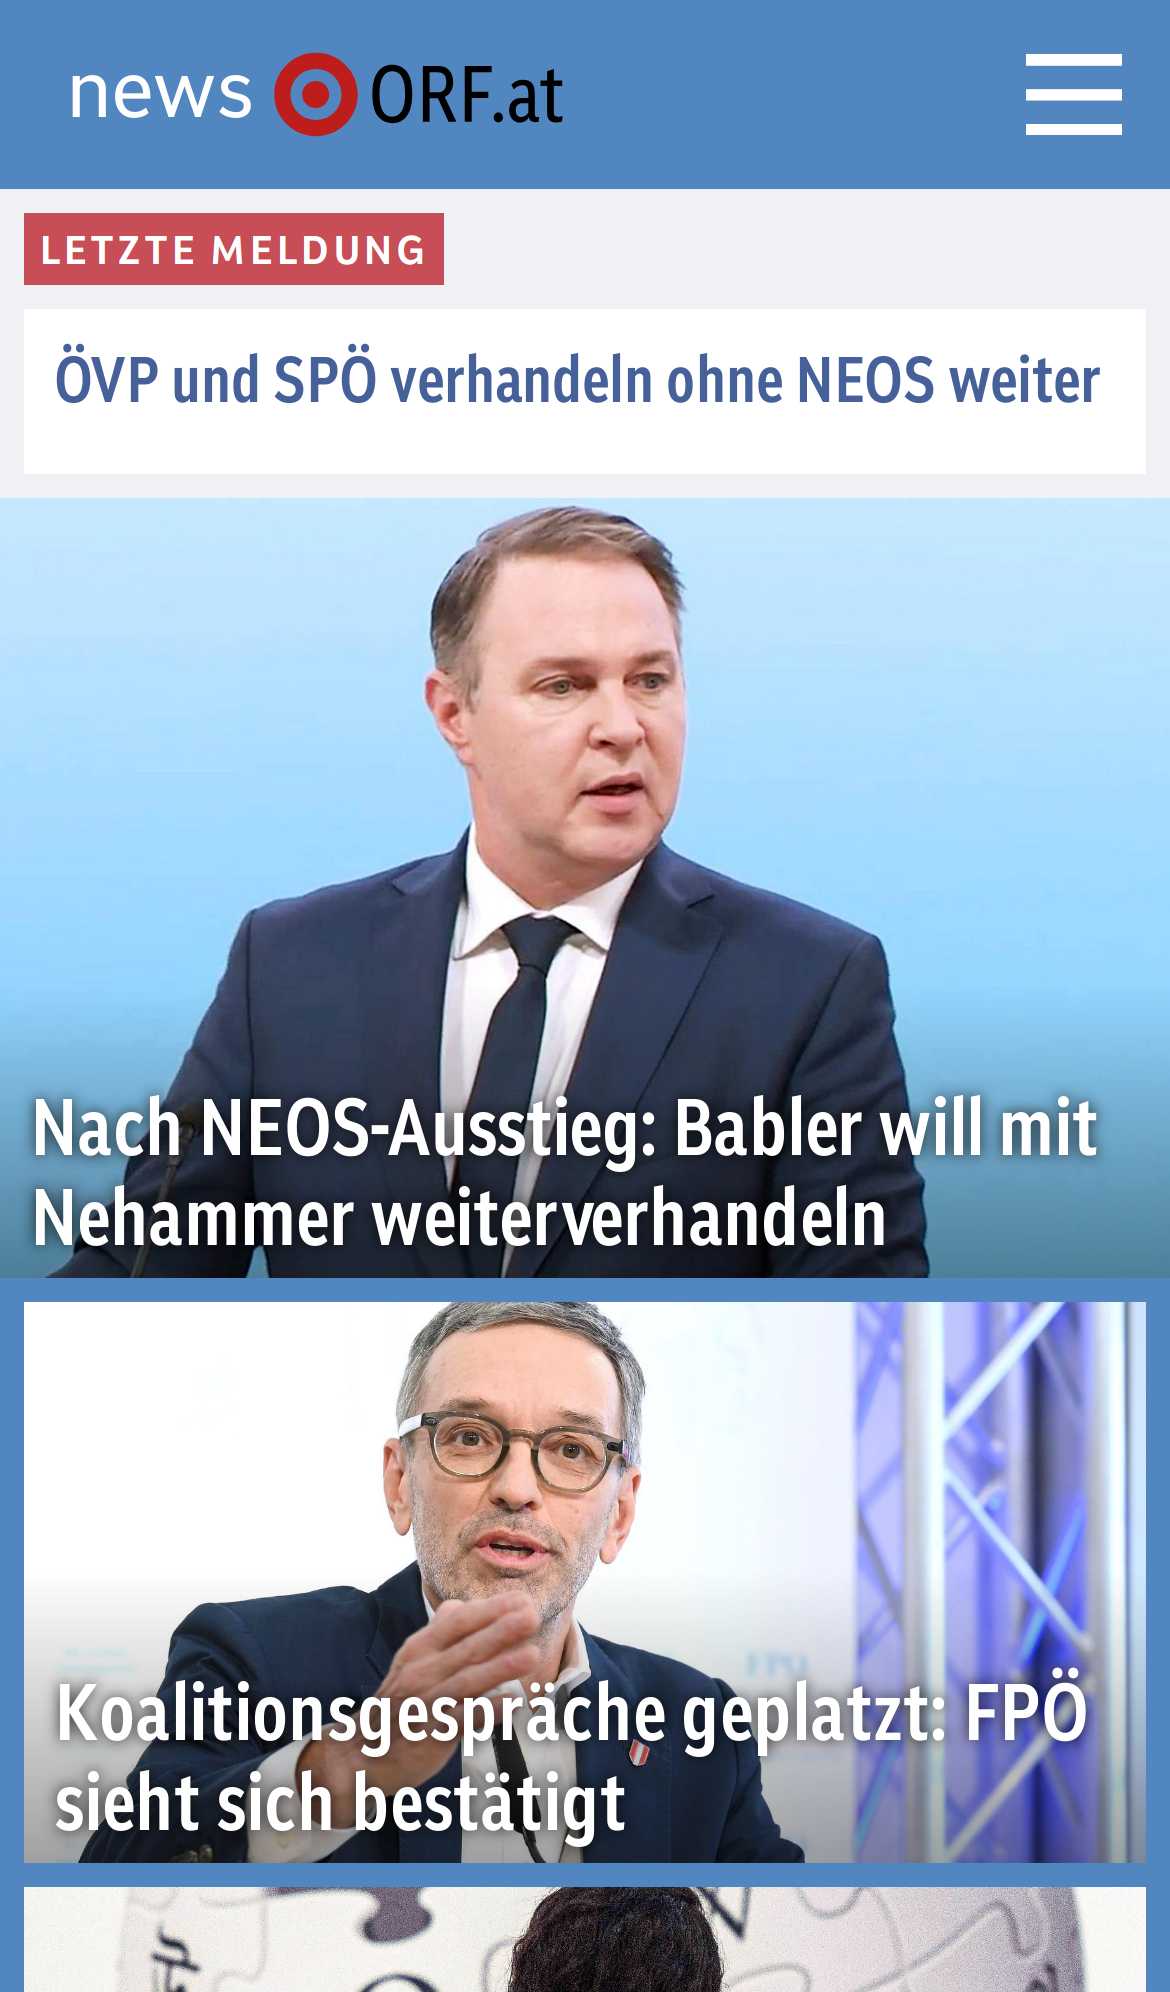 news ORF.at
LETZTE MELDUNG
ÖVP und SPÖ verhandeln ohne NEOS weiter
Nach NEOS-Ausstieg: Babler will mit
Nehammer weiterverhandeln
FPÖ
Koalitionsgespräche geplatzt: FPÖ
sieht sich bestätigt